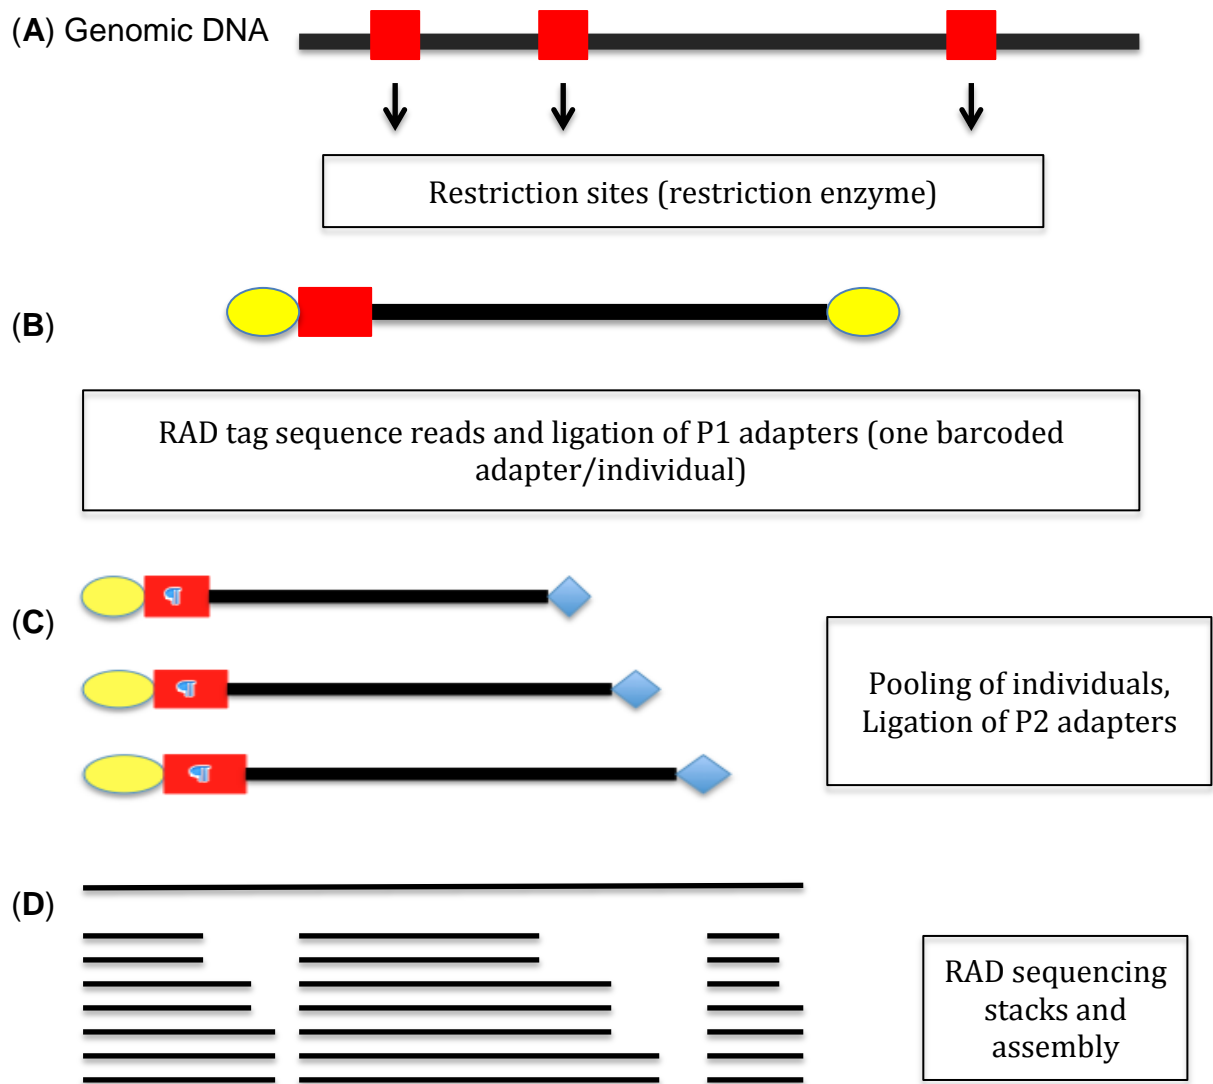 (A) Genomic DNA
Restriction sites (restriction enzyme)
(B)
RAD tag sequence reads and ligation of P1 adapters (one barcoded
adapter/individual)
¶
(C)
¶
¶
Pooling of individuals,
Ligation of P2 adapters
(D)
RAD sequencing
stacks and
assembly